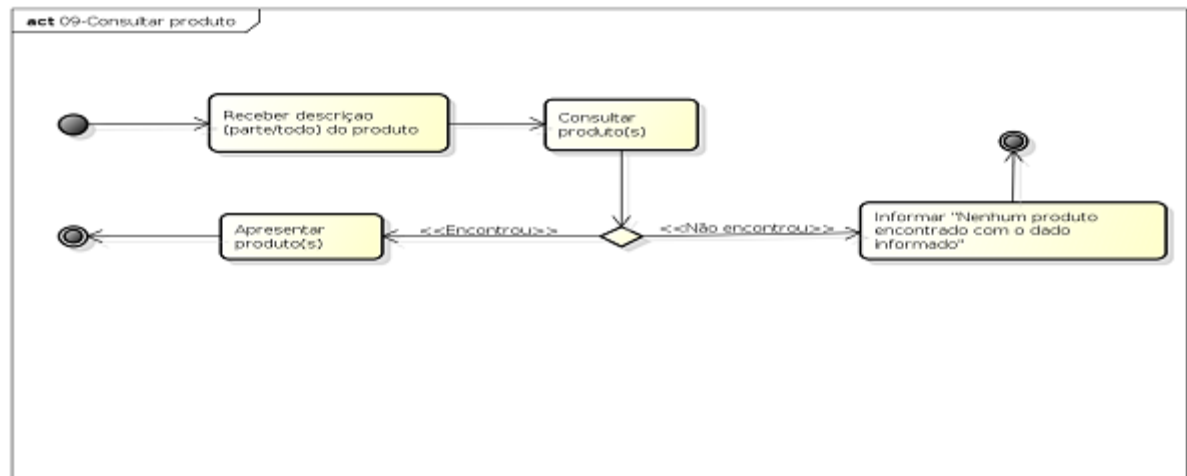 act 09-Consultar produto
Receber descriçao
(parte/todo) do produto
Consultar
produto(s)
Apresentar
produto(s)
<<Encontrou>>
<<Não encontrou>>
Informar "Nenhum produto
encontrado com o dado
informado"